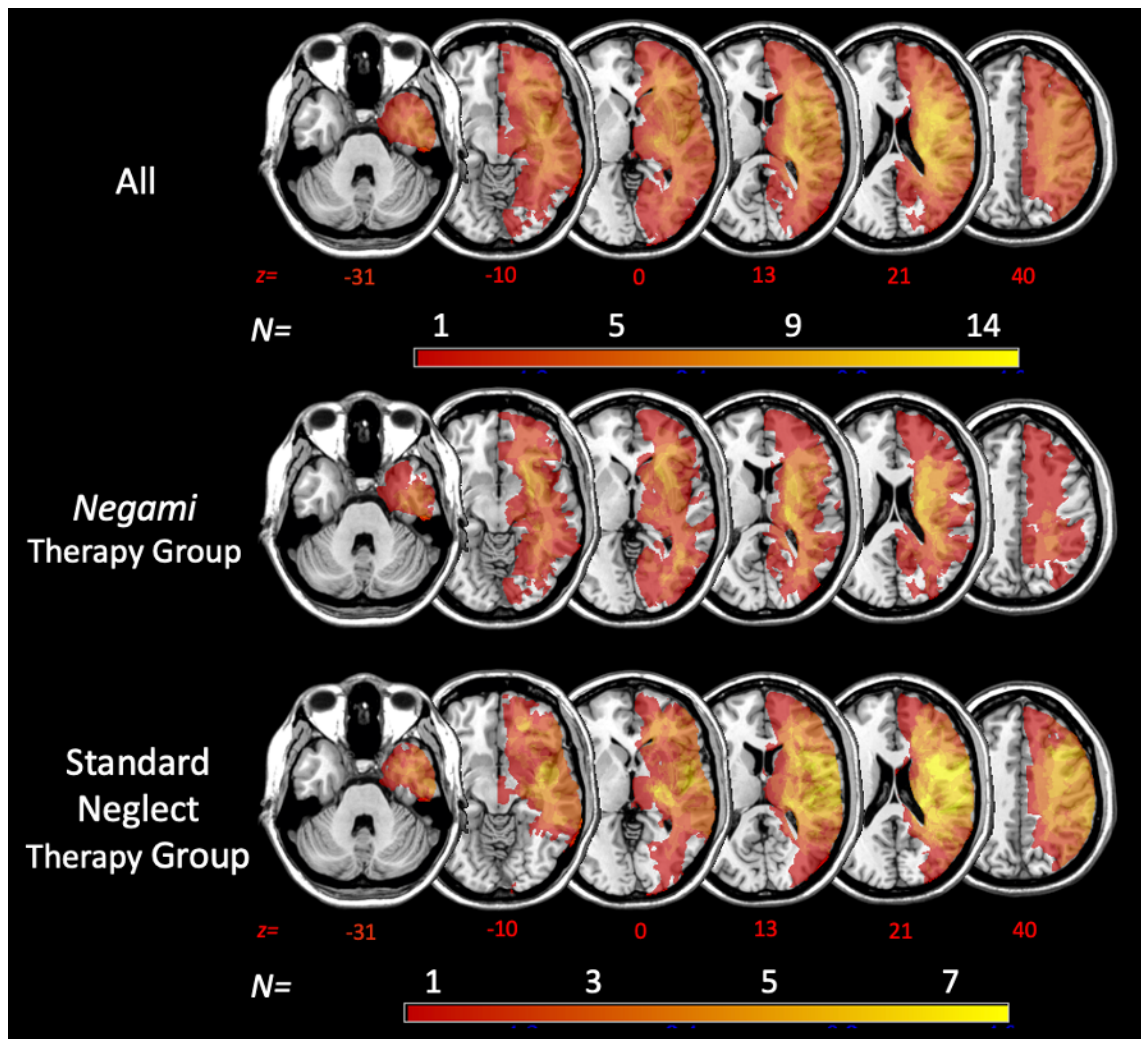 All
z= -31 -10 0 13 21 40
N= 1 5 9 14
Negami
Therapy Group
Standard
Neglect
Therapy Group
z= -31 -10 0 13 21 40
N= 1 3 5 7